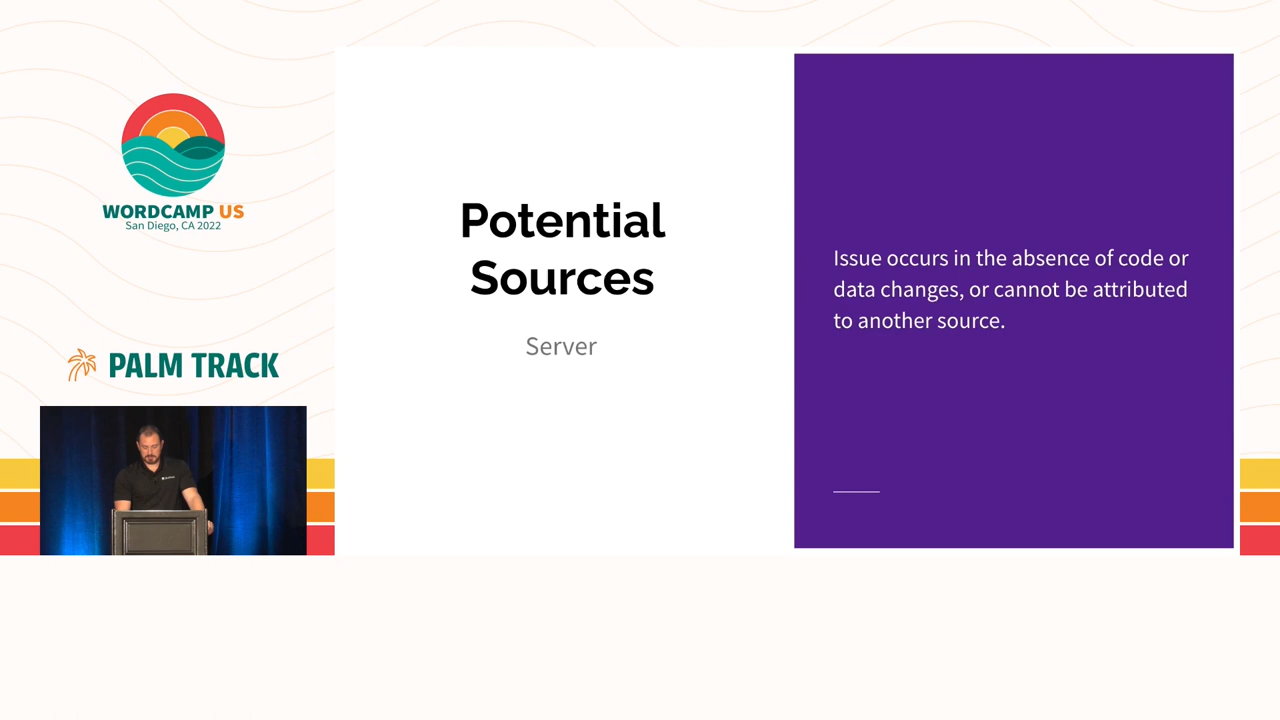 WORDCAMP US
San Diego, CA 2022
PALM TRACK
Potential
Sources
Server
Issue occurs in the absence of code or
data changes, or cannot be attributed
to another source.